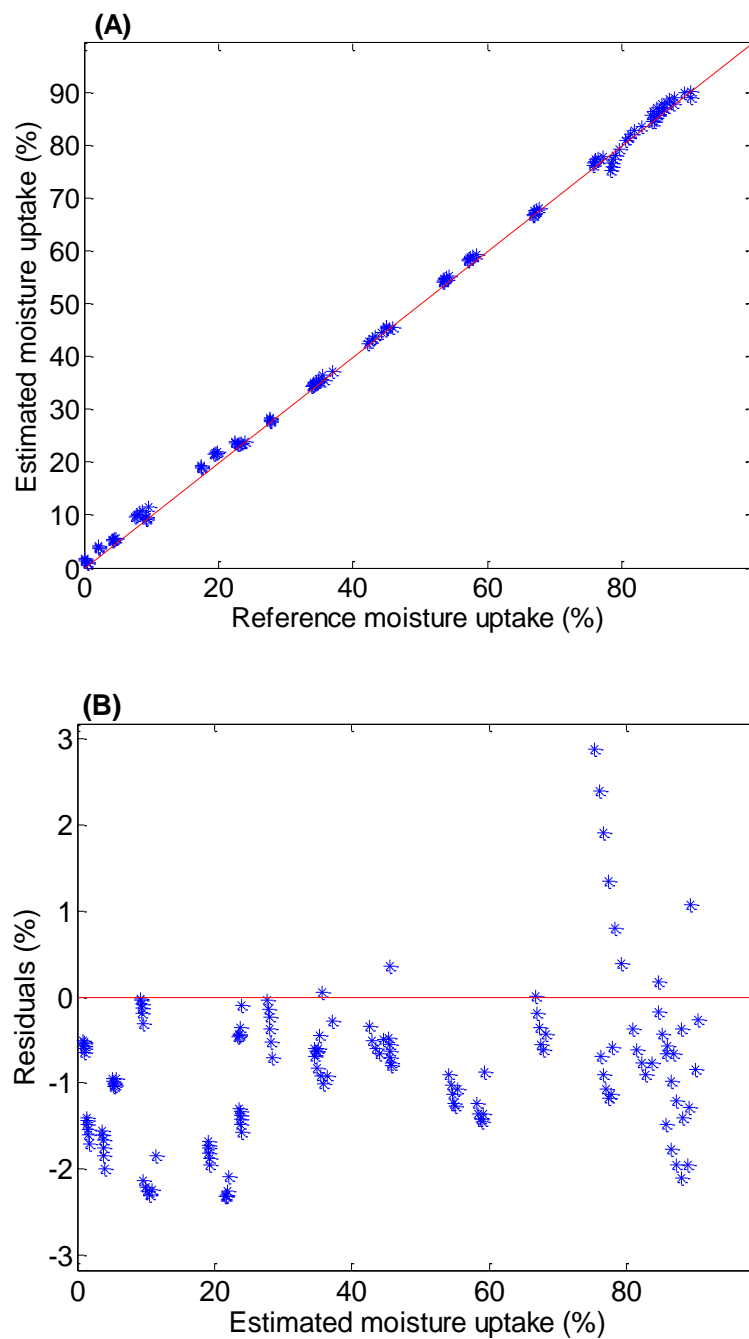 (A)
90
80
70
60
50
40
30
20
10
0
0 20 40 60 80
Estimated moisture uptake (%)
Reference moisture uptake (%)
(B)
3
2
1
0
-1
-2
-3
0 20 40 60 80
Residuals (%)
Estimated moisture uptake (%)